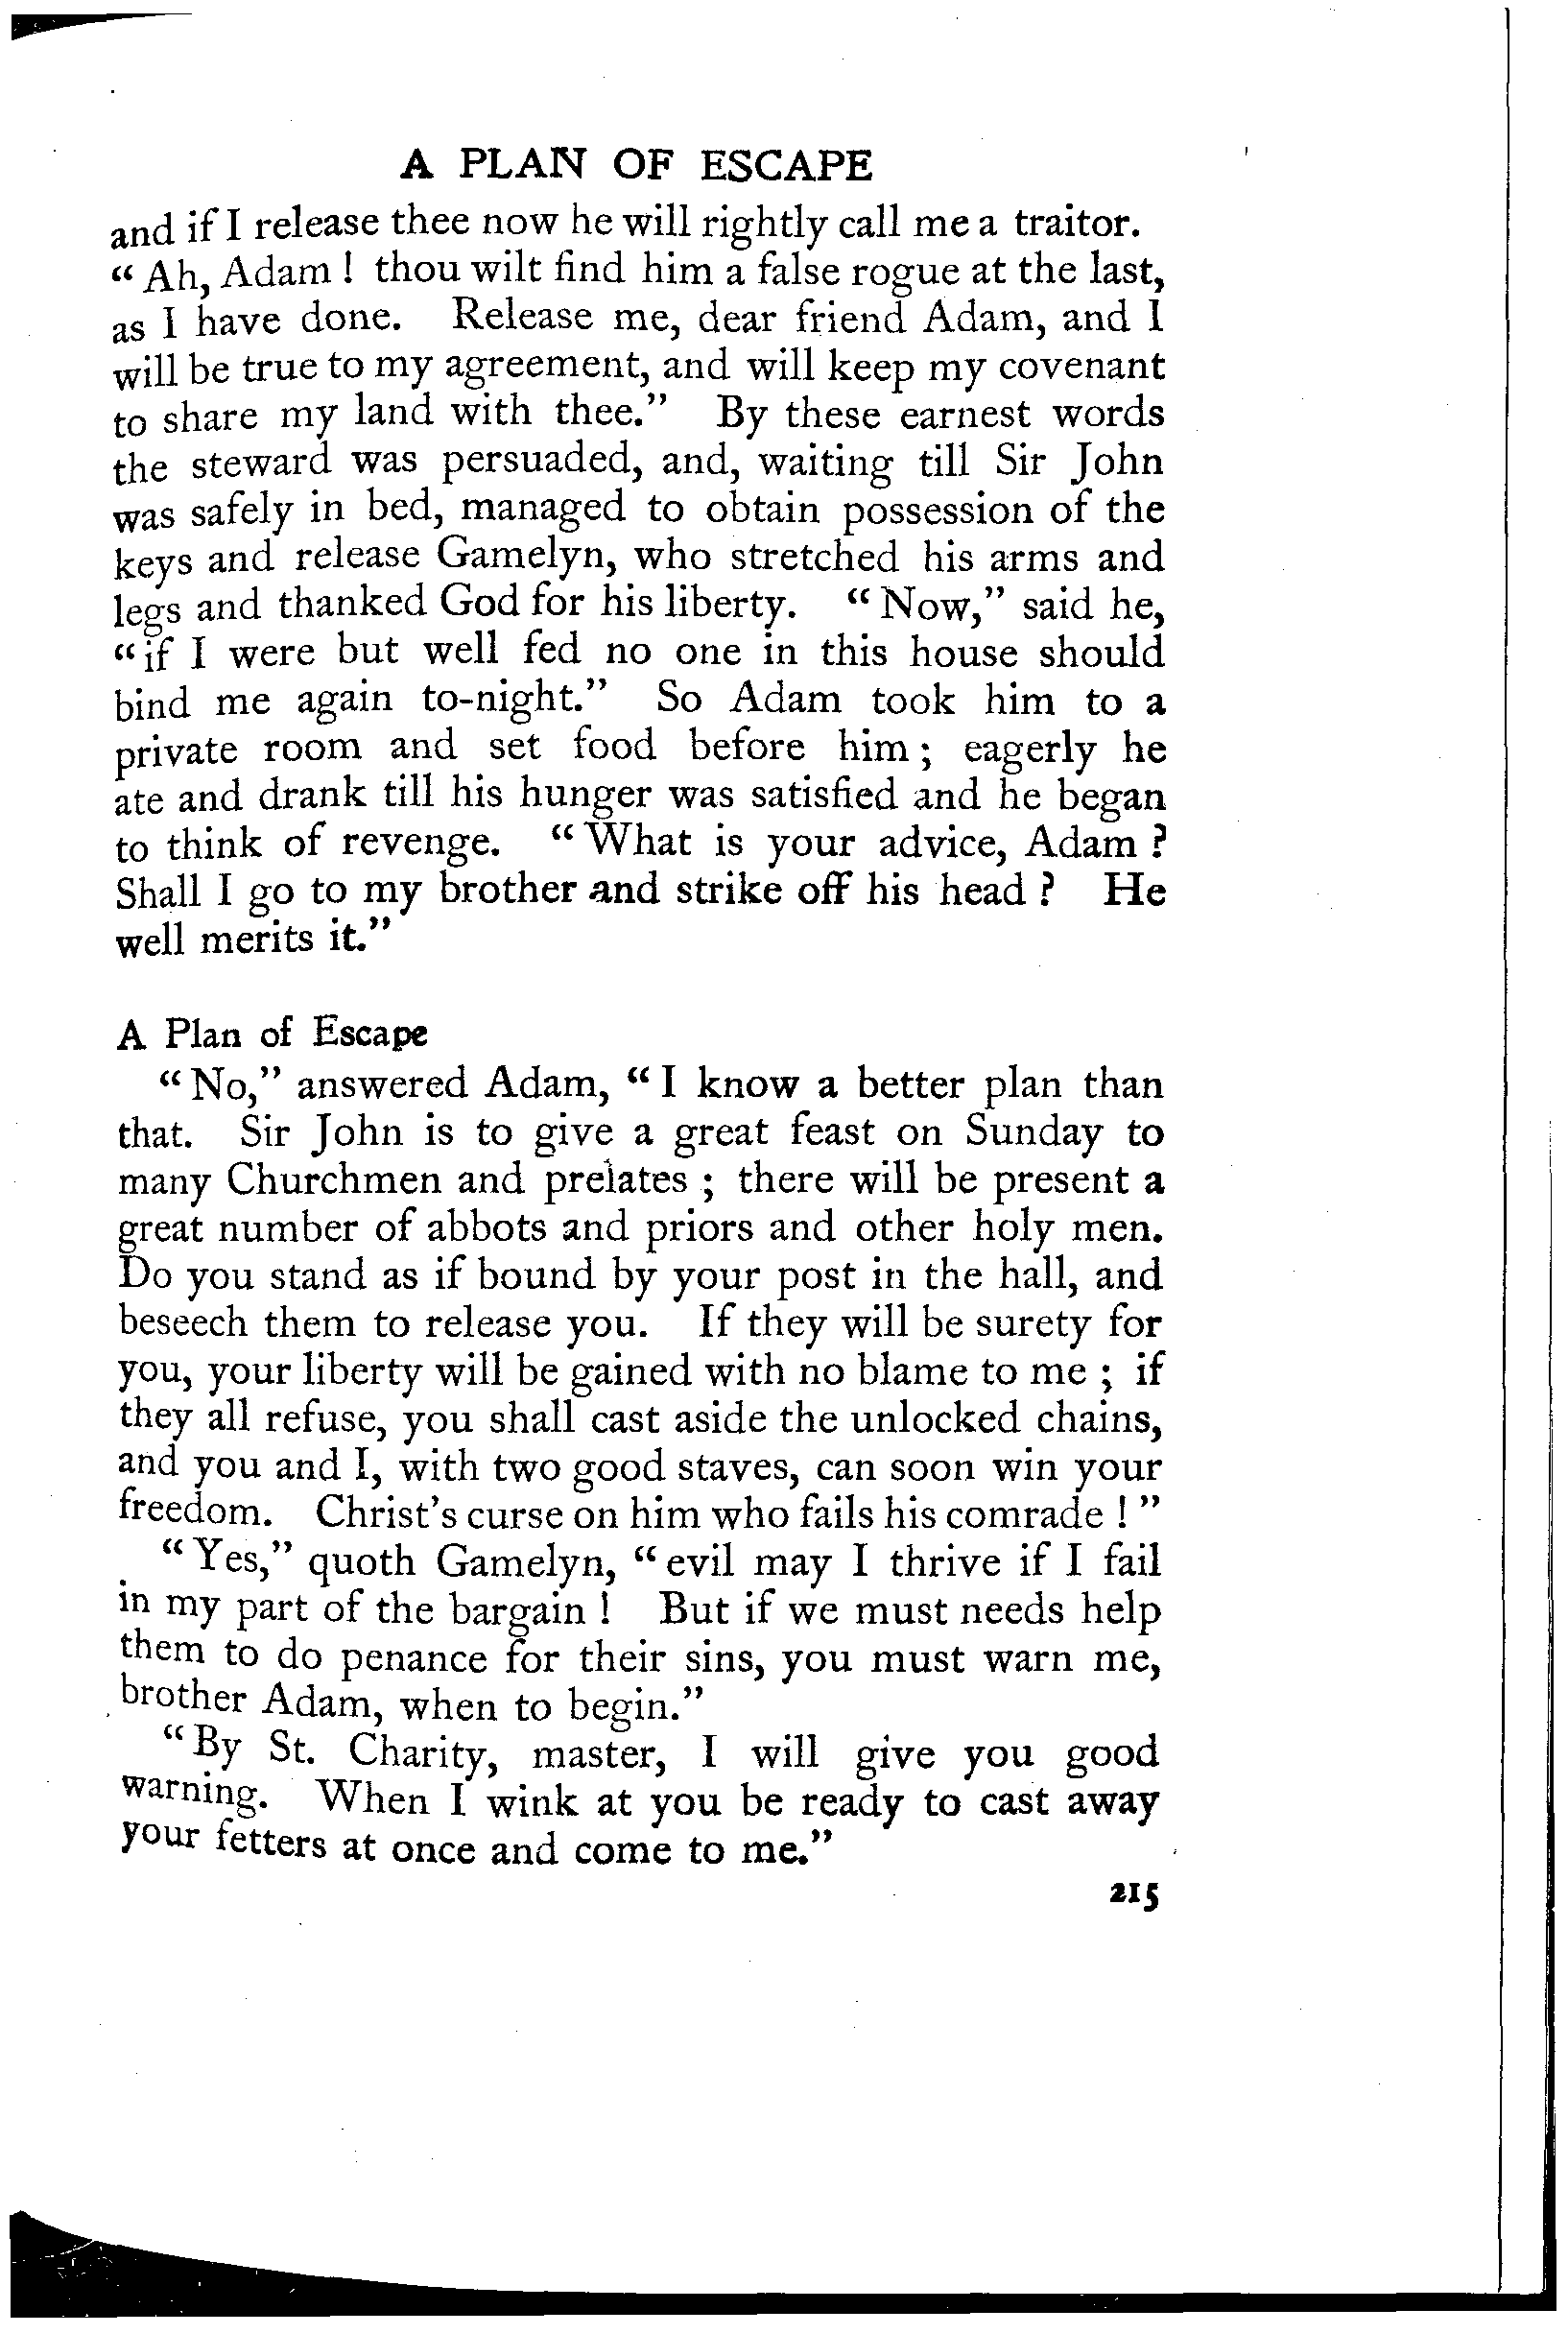 A PLAN OF ESCAPE
and if I release thee now he will rightly call me a traitor.
“Ah, Adam ! thou wilt find him a false rogue at the last,
as I have done. Release me, dear friend Adam, and I
will be true to my agreement, and will keep my covenant
to share my land with thee.” By these earnest words
the steward was persuaded, and, waiting till Sir John
was safely in bed, managed to obtain possession of the
keys and release Gamelyn, who stretched his arms and
legs and thanked God for his liberty. “Now,” said he,
“if I were but well fed no one in this house should
bind me again to-night.” So Adam took him to a
private room and set food before him ; eagerly he
ate and drank till his hunger was satisfied and he began
to think of revenge. “What is your advice, Adam ?
Shall I go to my brother and strike off his head ? He
well merits it.”
A Plan of Escape
“No,” answered Adam, “I know a better plan than
that. Sir John is to give a great feast on Sunday to
many Churchmen and prelates ; there will be present a
great number of abbots and priors and other holy men.
Do you stand as if bound by your post in the hall, and
beseech them to release you. If they will be surety for
you, your liberty will be gained with no blame to me ; if
they all refuse, you shall cast aside the unlocked chains,
and you and I, with two good staves, can soon win your
freedom. Christ’s curse on him who fails his comrade ! ”
“Yes,” quoth Gamelyn, “evil may I thrive if I fail
in my part of the bargain ! But if we must needs help
them to do penance for their sins, you must warn me,
brother Adam, when to begin.”
“By St. Charity, master, I will give you good
warning. When I wink at you be ready to cast away
your fetters at once and come to me.”
215